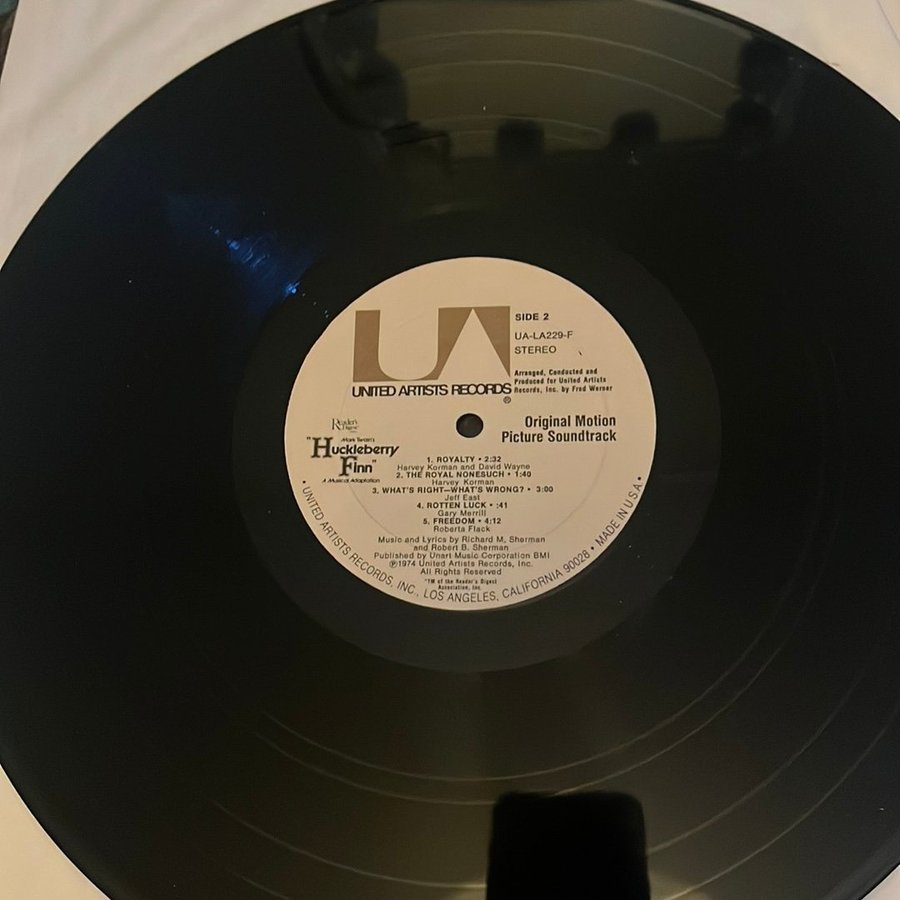 UA
UNITED ARTISTS RECORDS®
SIDE 2
UA-LA229-F
STEREO
Arranged, Conducted and
Produced for United Artists
Records, Inc. by Fred Werner
Reader's
Digest
Mark Twain's
"Huckleberry
Finn"
A Musical Adaptation
Original Motion
Picture Soundtrack
1. ROYALTY • 2:32
Harvey Korman and David Wayne
2. THE ROYAL NONESUCH • 1:40
Harvey Korman
3. WHAT'S RIGHT—WHAT'S WRONG? • 3:00
Jeff East
4. ROTTEN LUCK • :41
Gary Merrill
5. FREEDOM • 4:12
Roberta Flack
Music and Lyrics by Richard M. Sherman
and Robert B. Sherman
Published by Unart Music Corporation BMI
℗1974 United Artists Records, Inc.
All Rights Reserved
"TM of the Reader's Digest
Association, Inc.
• UNITED ARTISTS RECORDS, INC., LOS ANGELES, CALIFORNIA 90028 • MADE IN U.S.A. •